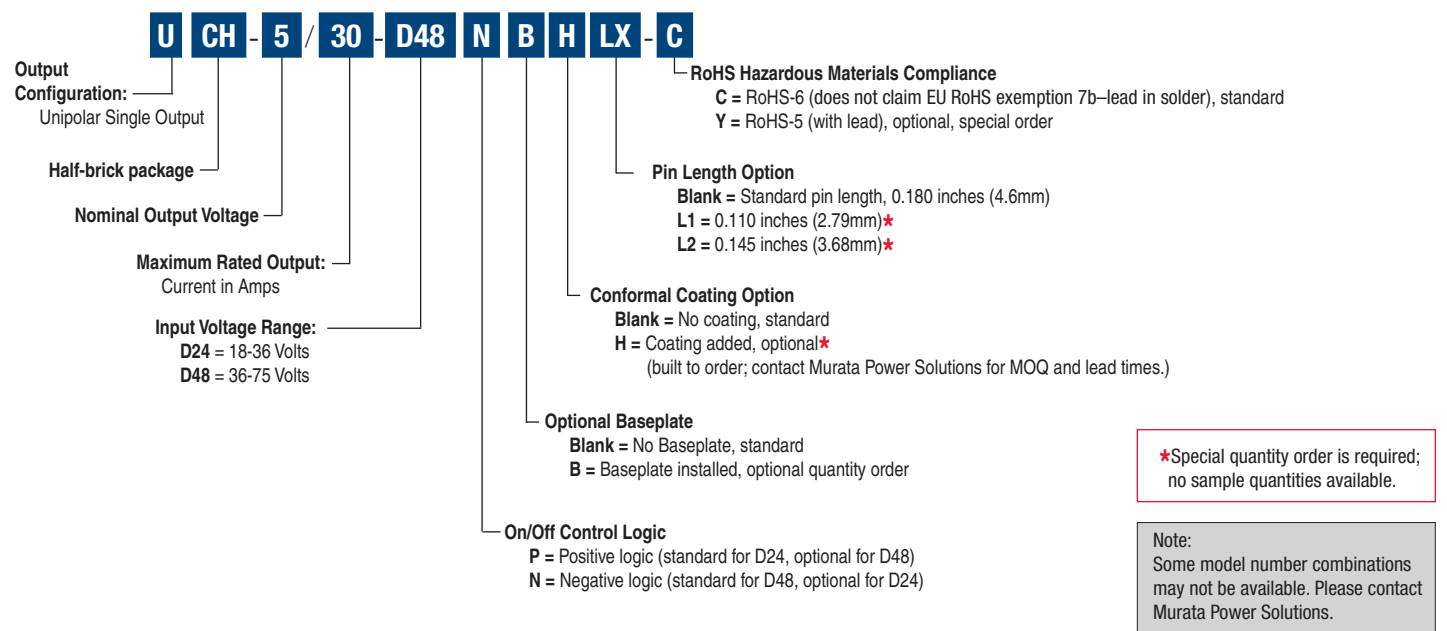 U CH - 5 / 30 - D48 N B H LX - C
Output
Configuration:
Unipolar Single Output
Half-brick package
Nominal Output Voltage
Maximum Rated Output:
Current in Amps
Input Voltage Range:
D24 = 18-36 Volts
D48 = 36-75 Volts
RoHS Hazardous Materials Compliance
C = RoHS-6 (does not claim EU RoHS exemption 7b–lead in solder), standard
Y = RoHS-5 (with lead), optional, special order
Pin Length Option
Blank = Standard pin length, 0.180 inches (4.6mm)
L1 = 0.110 inches (2.79mm)*
L2 = 0.145 inches (3.68mm)*
Conformal Coating Option
Blank = No coating, standard
H = Coating added, optional*
(built to order; contact Murata Power Solutions for MOQ and lead times.)
Optional Baseplate
Blank = No Baseplate, standard
B = Baseplate installed, optional quantity order
On/Off Control Logic
P = Positive logic (standard for D24, optional for D48)
N = Negative logic (standard for D48, optional for D24)
*Special quantity order is required;
no sample quantities available.
Note:
Some model number combinations
may not be available. Please contact
Murata Power Solutions.